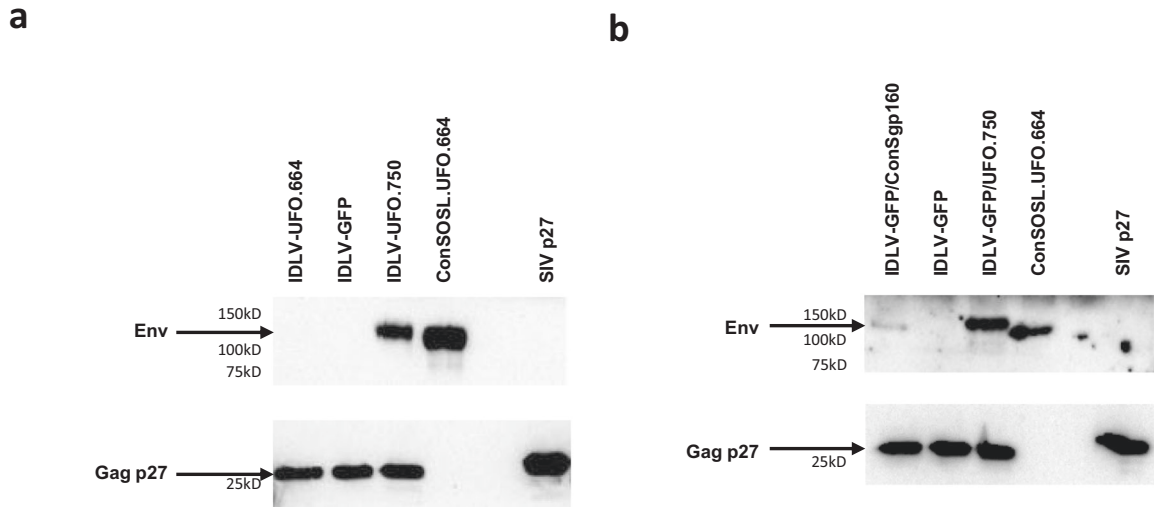 a
IDLV-UFO.664
IDLV-GFP
IDLV-UFO.750
ConSOSL.UFO.664
SIV p27
Env
150kD
100kD
75kD
Gag p27
25kD
b
IDLV-GFP/ConSgp160
IDLV-GFP
IDLV-GFP/UFO.750
ConSOSL.UFO.664
SIV p27
Env
150kD
100kD
75kD
Gag p27
25kD